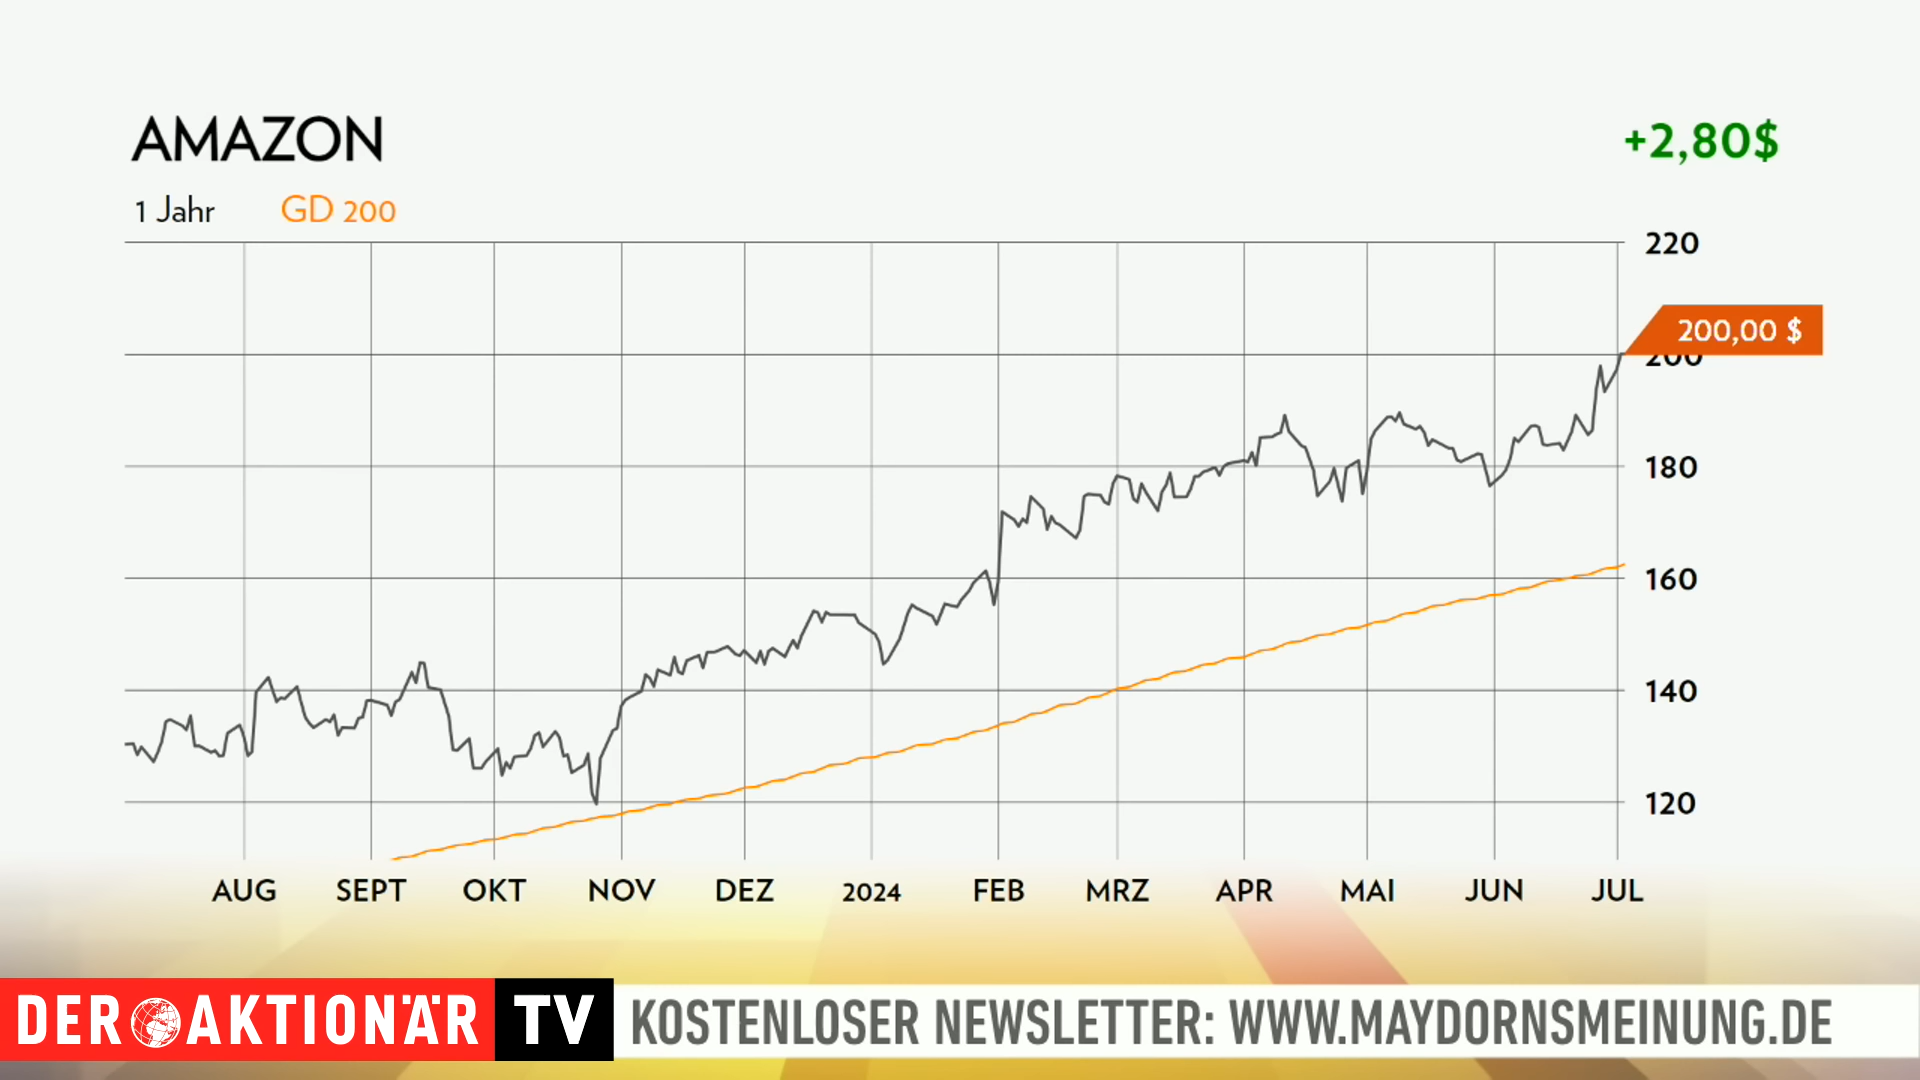 AMAZON
+2,80$
1 Jahr GD 200
220
200,00 $
200
180
160
140
120
AUG SEPT OKT NOV DEZ 2024 FEB MRZ APR MAI JUN JUL
DER AKTIONÄR TV KOSTENLOSER NEWSLETTER: WWW.MAYDORNSMEINUNG.DE